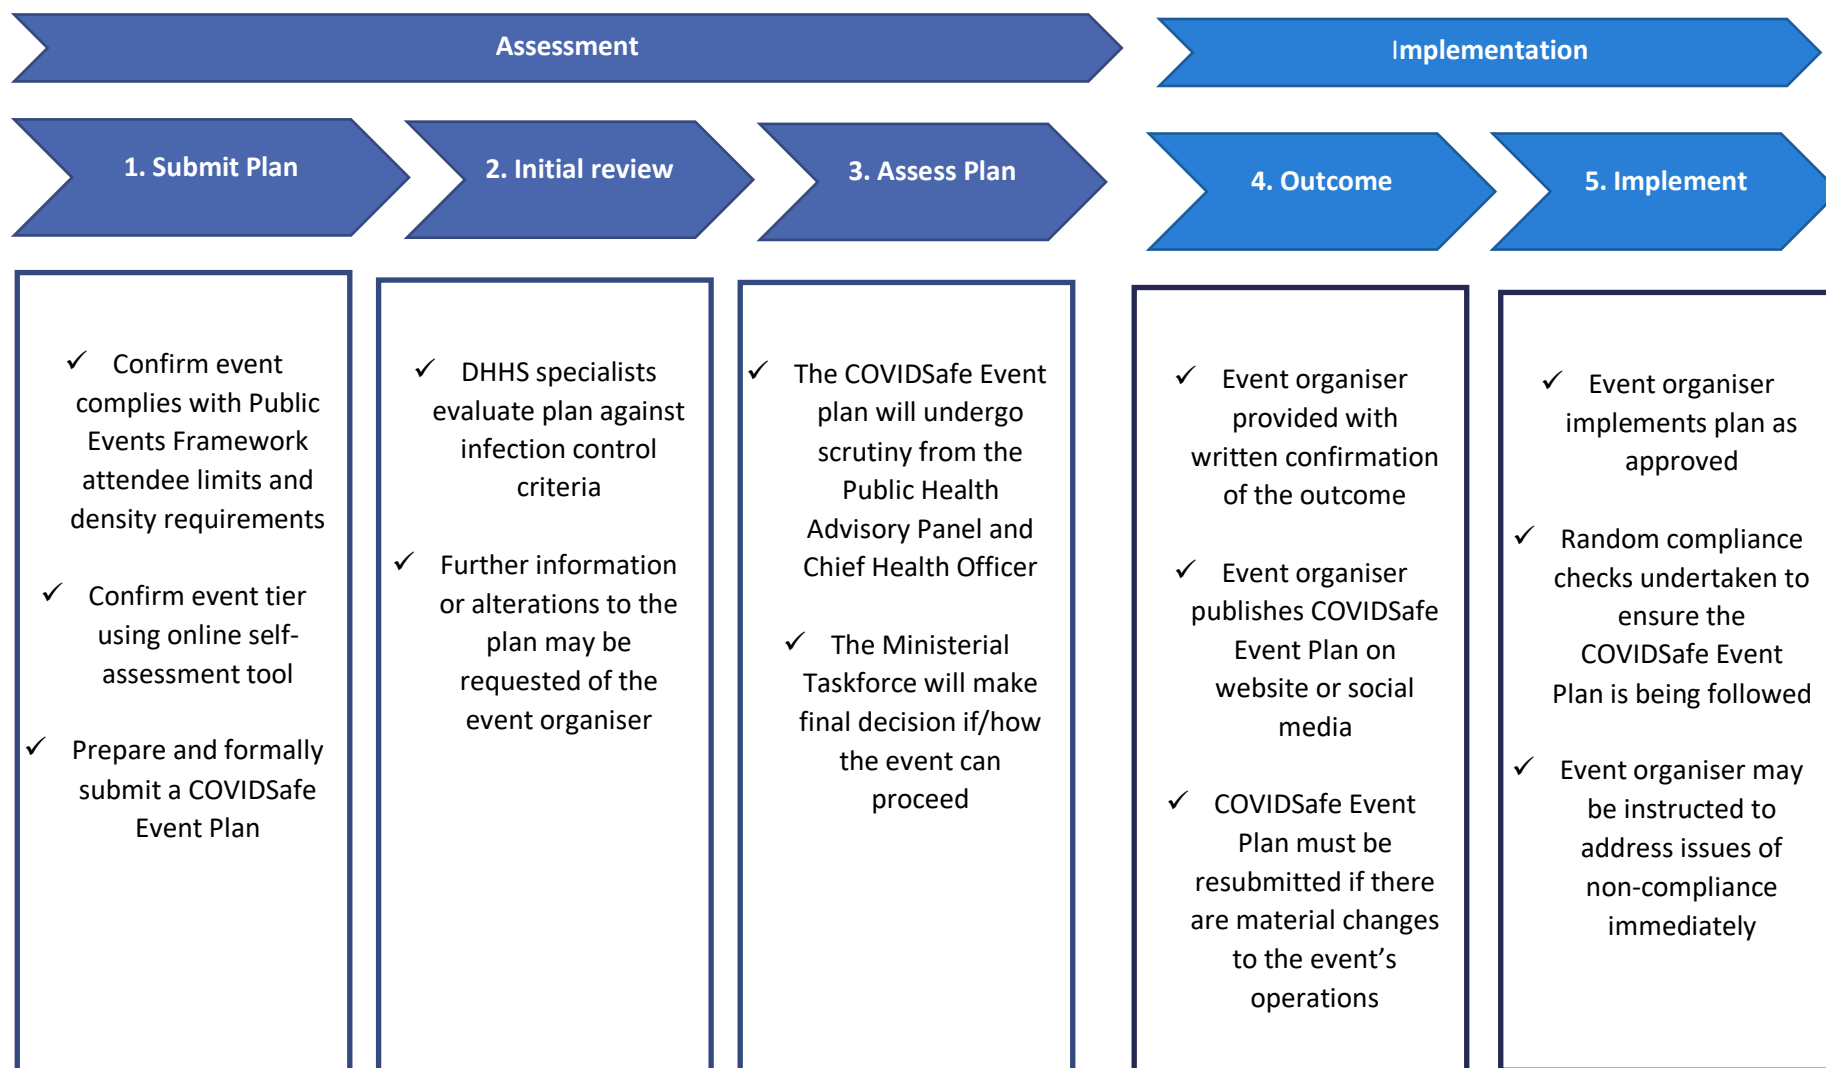 Assessment
Implementation
1. Submit Plan
2. Initial review
3. Assess Plan
4. Outcome
5. Implement
✓ Confirm event
complies with Public
Events Framework
attendee limits and
density requirements
✓ Confirm event tier
using online self-
assessment tool
✓ Prepare and formally
submit a COVIDSafe
Event Plan
✓ DHHS specialists
evaluate plan against
infection control
criteria
✓ Further information
or alterations to the
plan may be
requested of the
event organiser
✓ The COVIDSafe Event
plan will undergo
scrutiny from the
Public Health
Advisory Panel and
Chief Health Officer
✓ The Ministerial
Taskforce will make
final decision if/how
the event can
proceed
✓ Event organiser
provided with
written confirmation
of the outcome
✓ Event organiser
publishes COVIDSafe
Event Plan on
website or social
media
✓ COVIDSafe Event
Plan must be
resubmitted if there
are material changes
to the event’s
operations
✓ Event organiser
implements plan as
approved
✓ Random compliance
checks undertaken to
ensure the
COVIDSafe Event
Plan is being followed
✓ Event organiser may
be instructed to
address issues of
non-compliance
immediately